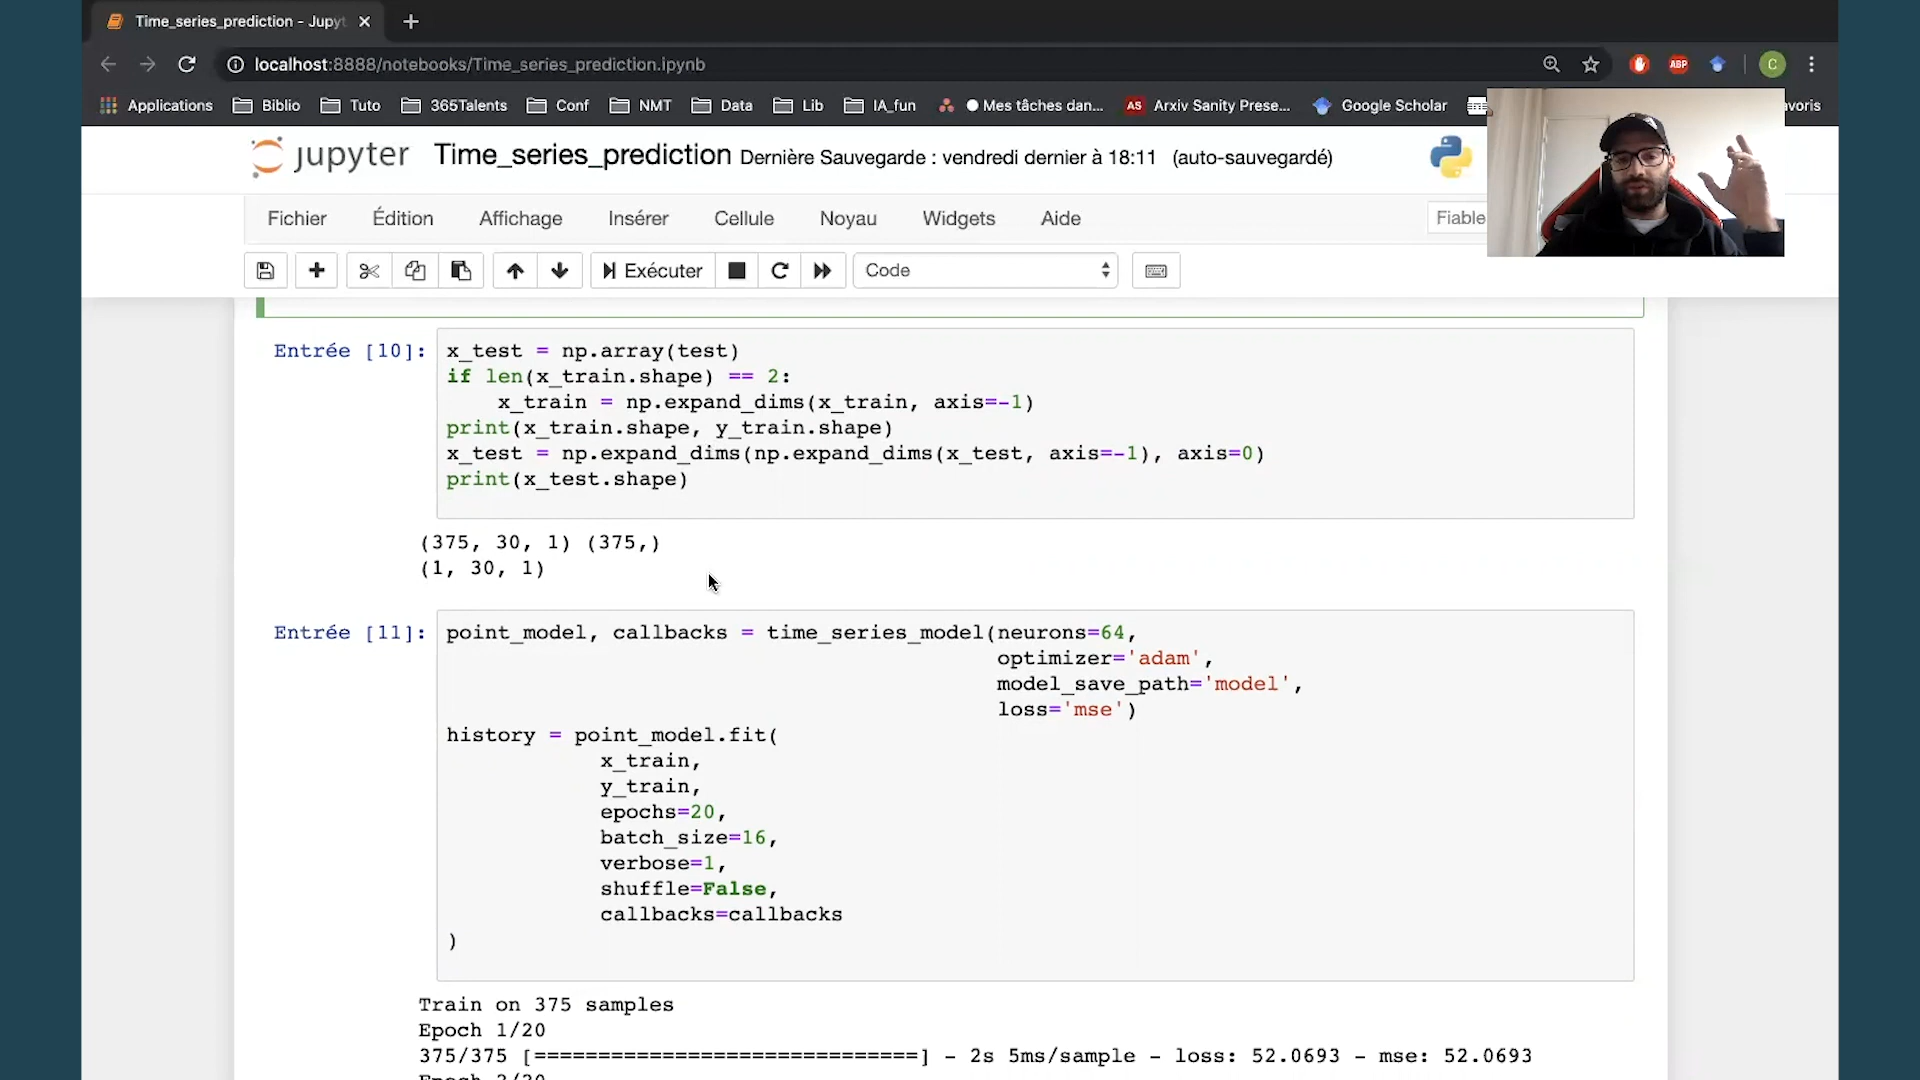 Time_series_prediction - Jupyt
localhost:8888/notebooks/Time_series_prediction.ipynb
ABP
C
Applications Biblio Tuto 365Talents Conf NMT Data Lib IA_fun Mes tâches dan... AS Arxiv Sanity Prese... Google Scholar avoris
jupyter Time_series_prediction Dernière Sauvegarde : vendredi dernier à 18:11 (auto-sauvegardé)
Fichier Édition Affichage Insérer Cellule Noyau Widgets Aide Fiable
Exécuter Code
Entrée [10]: x_test = np.array(test)
if len(x_train.shape) == 2:
x_train = np.expand_dims(x_train, axis=-1)
print(x_train.shape, y_train.shape)
x_test = np.expand_dims(np.expand_dims(x_test, axis=-1), axis=0)
print(x_test.shape)
(375, 30, 1) (375,)
(1, 30, 1)
Entrée [11]: point_model, callbacks = time_series_model(neurons=64,
optimizer='adam',
model_save_path='model',
loss='mse')
history = point_model.fit(
x_train,
y_train,
epochs=20,
batch_size=16,
verbose=1,
shuffle=False,
callbacks=callbacks
)
Train on 375 samples
Epoch 1/20
375/375 [==============================] - 2s 5ms/sample - loss: 52.0693 - mse: 52.0693